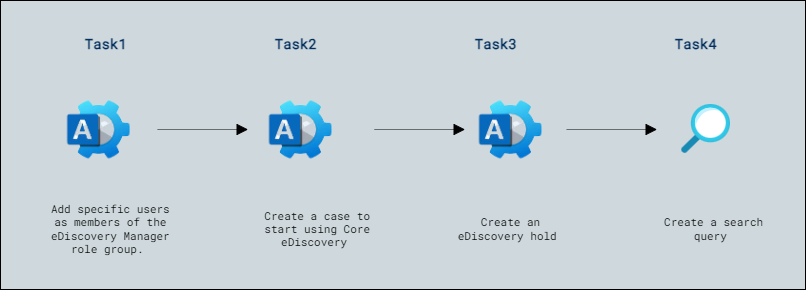 Task1
Task2
Task3
Task4
A
A
A
Add specific users
as members of the
eDiscovery Manager
role group.
Create a case to
start using Core
eDiscovery
Create an
eDiscovery hold
Create a search
query